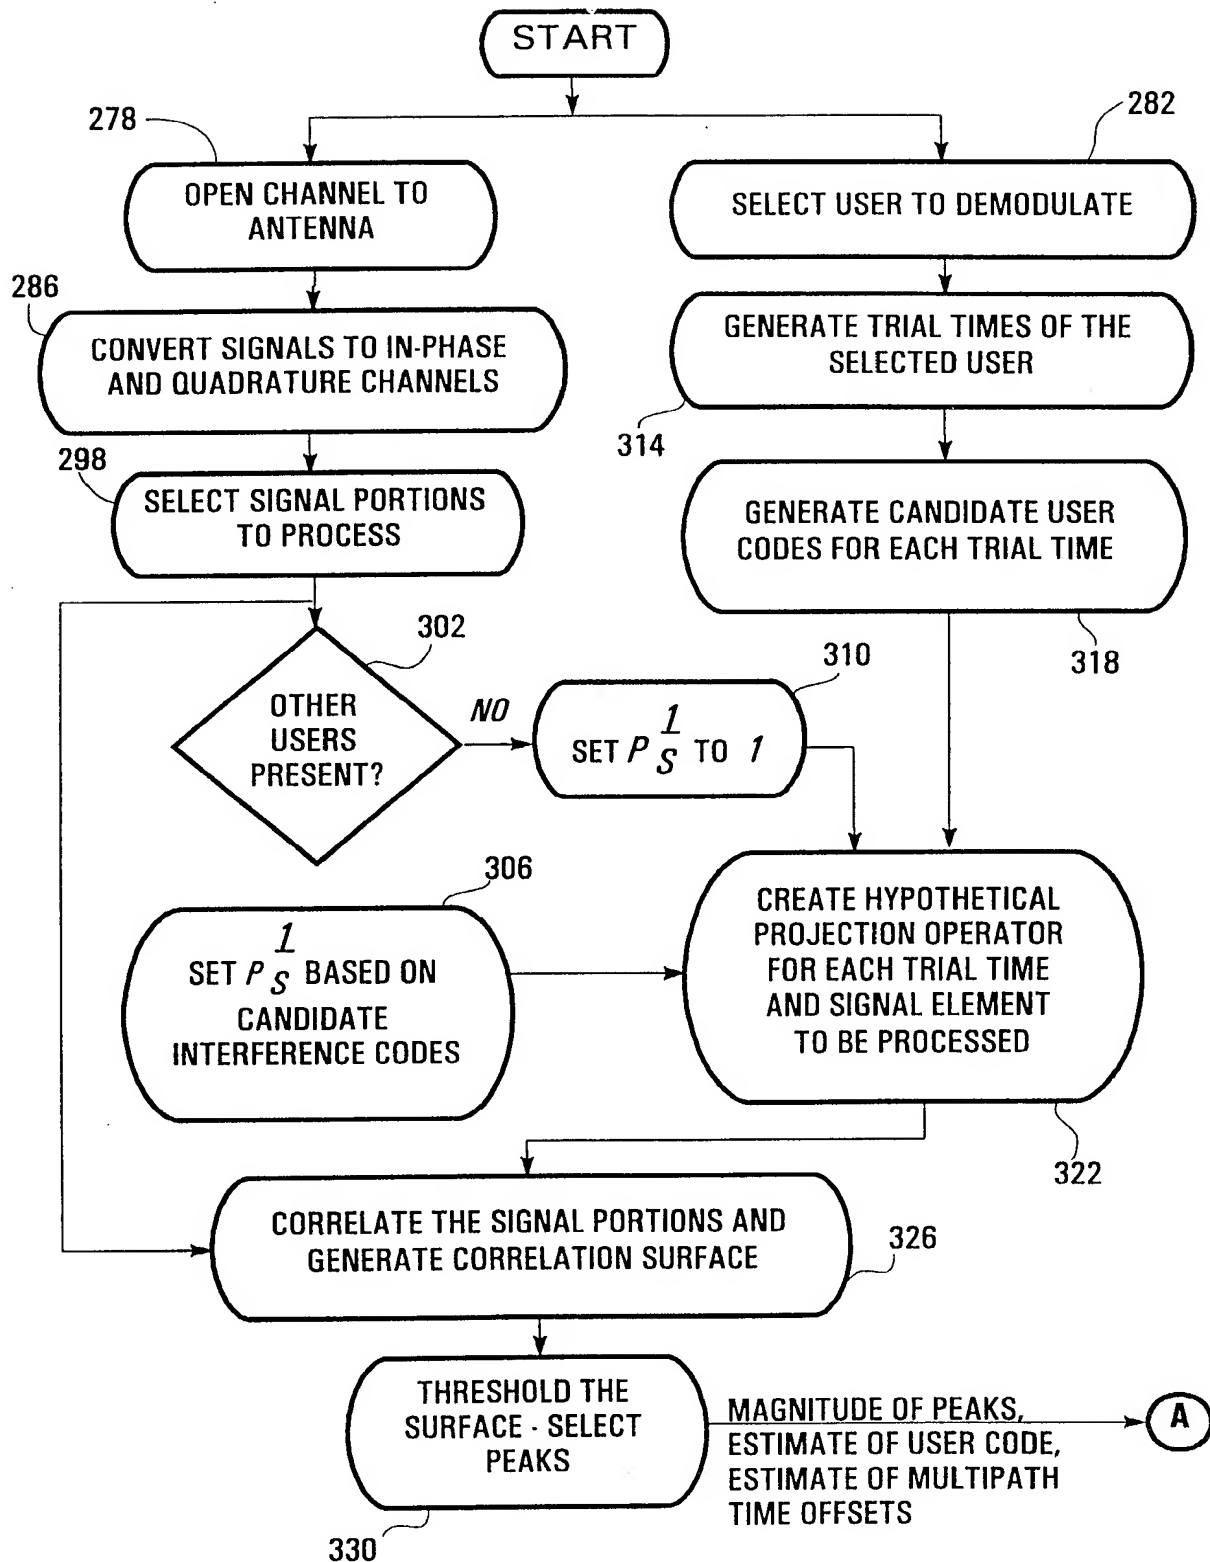 START
278
282
OPEN CHANNEL TO
ANTENNA
SELECT USER TO DEMODULATE
286
CONVERT SIGNALS TO IN-PHASE
AND QUADRATURE CHANNELS
GENERATE TRIAL TIMES OF THE
SELECTED USER
314
298
SELECT SIGNAL PORTIONS
TO PROCESS
GENERATE CANDIDATE USER
CODES FOR EACH TRIAL TIME
318
302
OTHER
USERS
PRESENT?
NO
310
1
SET P S TO 1
306
1
SET P S BASED ON
CANDIDATE
INTERFERENCE CODES
CREATE HYPOTHETICAL
PROJECTION OPERATOR
FOR EACH TRIAL TIME
AND SIGNAL ELEMENT
TO BE PROCESSED
322
CORRELATE THE SIGNAL PORTIONS AND
GENERATE CORRELATION SURFACE
326
THRESHOLD THE
SURFACE - SELECT
PEAKS
330
MAGNITUDE OF PEAKS,
ESTIMATE OF USER CODE,
ESTIMATE OF MULTIPATH
TIME OFFSETS
A